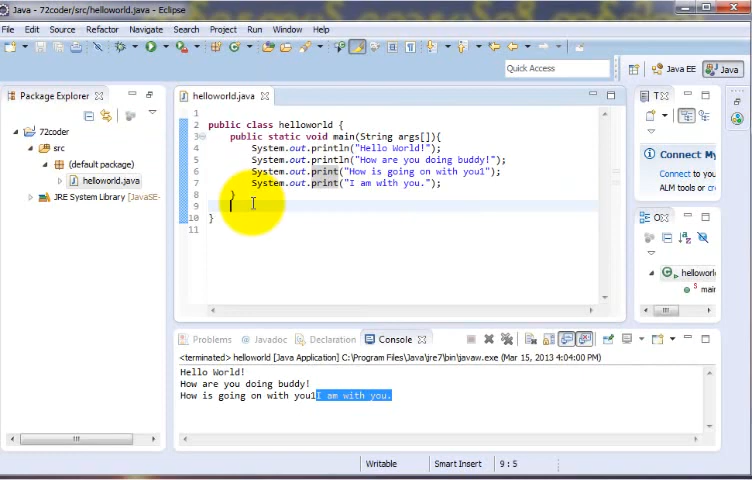 Java - 72coder/src/helloworld.java - Eclipse
File Edit Source Refactor Navigate Search Project Run Window Help
Quick Access
Java EE
Java
Package Explorer
72coder
src
(default package)
helloworld.java
JRE System Library [JavaSE-
helloworld.java
1
2 public class helloworld {
3 public static void main(String args[]){
4 System.out.println("Hello World!");
5 System.out.println("How are you doing buddy!");
6 System.out.print("How is going on with you1");
7 System.out.print("I am with you.");
8 }
9
10 }
11
Connect My
Connect to you
ALM tools or cr
helloworl
S mai
Problems @ Javadoc Declaration Console
<terminated> helloworld [Java Application] C:\Program Files\Java\jre7\bin\javaw.exe (Mar 15, 2013 4:04:00 PM)
Hello World!
How are you doing buddy!
How is going on with you1I am with you.
Writable Smart Insert 9 : 5